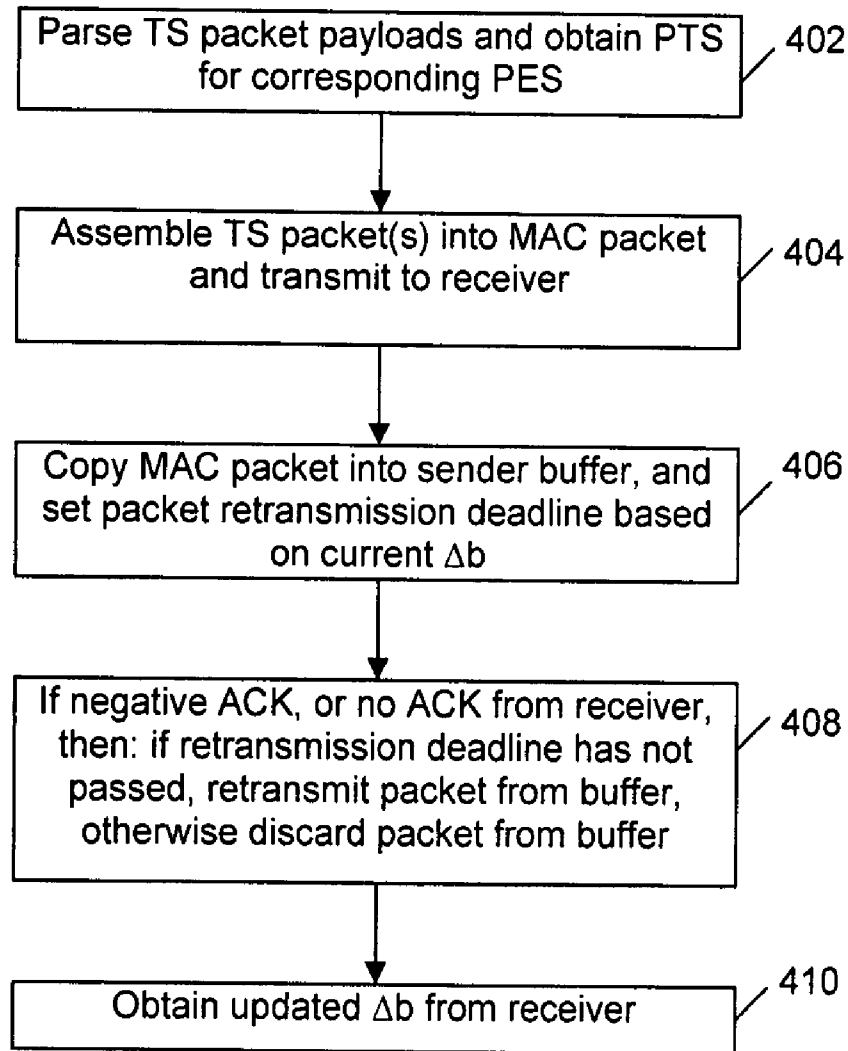 Parse TS packet payloads and obtain PTS
for corresponding PES
402
Assemble TS packet(s) into MAC packet
and transmit to receiver
404
Copy MAC packet into sender buffer, and
set packet retransmission deadline based
on current Δb
406
If negative ACK, or no ACK from receiver,
then: if retransmission deadline has not
passed, retransmit packet from buffer,
otherwise discard packet from buffer
408
Obtain updated Δb from receiver
410